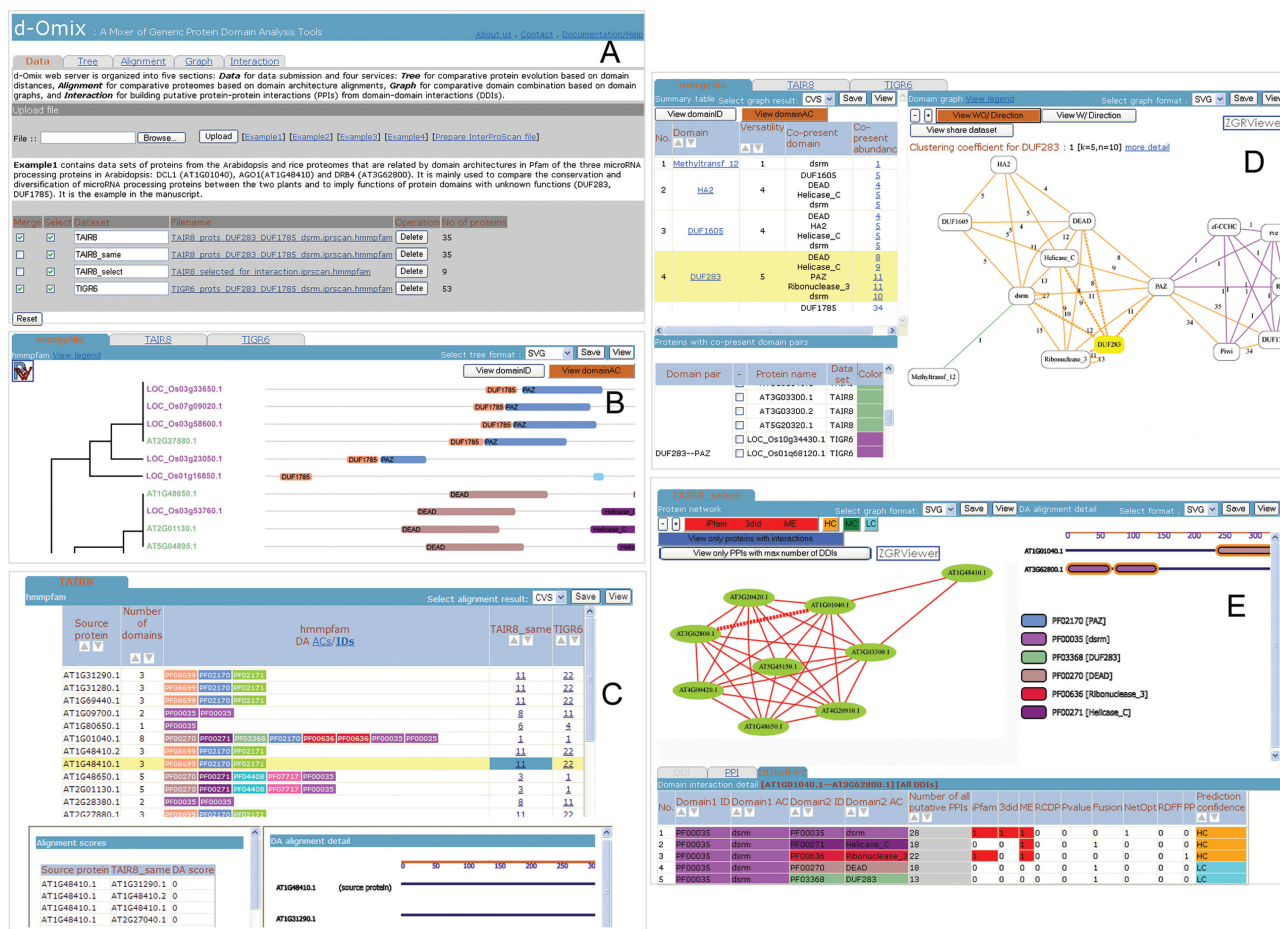 d-Omix : A Mixer of Generic Protein Domain Analysis Tools
About us . Contact . Documentation/Help
A
Data Tree Alignment Graph Interaction
d-Omix web server is organized into five sections: Data for data submission and four services: Tree for comparative protein evolution based on domain
distances, Alignment for comparative proteomes based on domain architecture alignments, Graph for comparative domain combination based on domain
graphs, and Interaction for building putative protein-protein interactions (PPIs) from domain-domain interactions (DDIs).
Upload file
File :: Browse... Upload [Example1] [Example2] [Example3] [Example4] [Prepare InterProScan file]
Example1 contains data sets of proteins from the Arabidopsis and rice proteomes that are related by domain architectures in Pfam of the three microRNA
processing proteins in Arabidopsis: DCL1 (AT1G01040), AGO1(AT1G48410) and DRB4 (AT3G62800). It is mainly used to compare the conservation and
diversification of microRNA processing proteins between the two plants and to imply functions of protein domains with unknown functions (DUF283,
DUF1785). It is the example in the manuscript.
Merge Select Dataset Filename Operation No of proteins
TAIR8 TAIR8_prots_DUF283_DUF1785_dsrm.iprscan.hmmpfam Delete 35
TAIR8_same TAIR8_prots_DUF283_DUF1785_dsrm.iprscan.hmmpfam Delete 35
TAIR8_select TAIR8_selected_for_interaction.iprscan.hmmpfam Delete 9
TIGR6 TIGR6_prots_DUF283_DUF1785_dsrm.iprscan.hmmpfam Delete 53
Reset
mergefile TAIR8 TIGR6
hmmpfam View legend Select tree format : SVG Save View
View domainID View domainAC
B
LOC_Os03g33650.1 DUF1785 PAZ
LOC_Os07g09020.1 DUF1785 PAZ
LOC_Os03g58600.1 DUF1785 PAZ
AT2G27880.1 DUF1785 PAZ
LOC_Os03g23050.1 DUF1785 PAZ
LOC_Os01g16850.1 DUF1785
AT1G48650.1 DEAD
LOC_Os03g53760.1 DEAD Helicase_
AT2G01130.1 DEAD Helicase_C
AT5G04895.1 DEAD Helic
TAIR8
hmmpfam Select alignment result: CVS Save View
Source protein Number of domains hmmpfam DA ACs/IDs TAIR8_same TIGR6
C
AT1G31290.1 3 PF08699 PF02170 PF02171 11 22
AT1G31280.1 3 PF08699 PF02170 PF02171 11 22
AT1G69440.1 3 PF08699 PF02170 PF02171 11 22
AT1G09700.1 2 PF00035 PF00035 8 11
AT1G80650.1 1 PF00035 6 4
AT1G01040.1 8 PF00270 PF00271 PF03368 PF02170 PF00636 PF00636 PF00035 PF00035 1 1
AT1G48410.2 3 PF08699 PF02170 PF02171 11 22
AT1G48410.1 3 PF08699 PF02170 PF02171 11 22
AT1G48650.1 5 PF00270 PF00271 PF04408 PF07717 PF00035 3 1
AT2G01130.1 5 PF00270 PF00271 PF04408 PF07717 PF00035 3 1
AT2G28380.1 2 PF00035 PF00035 8 11
AT2G27880.1 3 PF08699 PF02170 PF02171 11 22
Alignment scores
Source protein TAIR8_same DA score
AT1G48410.1 AT1G31290.1 0
AT1G48410.1 AT1G48410.2 0
AT1G48410.1 AT1G48410.1 0
AT1G48410.1 AT2G27040.1 0
DA alignment detail
0 50 100 150 200 250 30
AT1G48410.1 (source protein)
AT1G31290.1
mergefile TAIR8 TIGR6
Summary table Select graph result: CVS Save View
View domainID View domainAC
No. Domain Versatility Co-present domain Co-present abundanc
1 Methyltransf_12 1 dsrm 1
2 HA2 4 DUF1605 5
DEAD 4
Helicase_C 5
dsrm 5
3 DUF1605 4 DEAD 4
HA2 5
Helicase_C 5
dsrm 5
4 DUF283 5 DEAD 8
Helicase_C 9
PAZ 11
Ribonuclease_3 11
dsrm 10
DUF1785 34
Proteins with co-present domain pairs
Domain pair - Protein name Data set Color
AT3G03300.1 TAIR8
AT3G03300.2 TAIR8
AT5G20320.1 TAIR8
LOC_Os10g34430.1 TIGR6
DUF283--PAZ LOC_Os01g68120.1 TIGR6
Domain graph View legend Select graph format : SVG Save View
- + View WO/ Direction View W/ Direction
View share dataset
ZGRViewer
D
Clustering coefficient for DUF283 : 1 [k=5,n=10] more detail
HA2
DUF1605
DEAD
zf-CCHC
rve
Helicase_C
PAZ
dsrm
DUF283
Ribonuclease_3
Piwi
DUF17
Methyltransf_12
TAIR8_select
Protein network Select graph format: SVG Save View
- + iPfam 3did ME HC MC LC
View only proteins with interactions
View only PPIs with max number of DDIs
ZGRViewer
AT1G48410.1
AT3G20420.1
AT1G01040.1
AT3G62800.1
AT3G03300.1
AT5G45150.1
AT4G00420.1
AT4G20910.1
AT1G48650.1
DA alignment detail Select format : SVG Save View
0 50 100 150 200 250 300
AT1G01040.1
AT3G62800.1
E
PF02170 [PAZ]
PF00035 [dsrm]
PF03368 [DUF283]
PF00270 [DEAD]
PF00636 [Ribonuclease_3]
PF00271 [Helicase_C]
DDI PPI DDIofPPI
Domain interaction detail [AT1G01040.1--AT3G62800.1] [All DDIs]
No. Domain1 ID Domain1 AC Domain2 ID Domain2 AC Number of all putative PPIs iPfam 3did ME RCDP Pvalue Fusion NetOpt RDFF PP Prediction confidence
1 PF00035 dsrm PF00035 dsrm 28 1 1 1 0 0 0 1 0 0 HC
2 PF00035 dsrm PF00271 Helicase_C 18 0 0 1 0 0 1 0 0 0 HC
3 PF00035 dsrm PF00636 Ribonuclease_3 22 1 0 1 0 0 0 0 0 1 HC
4 PF00035 dsrm PF00270 DEAD 18 0 0 0 0 0 1 0 0 0 LC
5 PF00035 dsrm PF03368 DUF283 13 0 0 0 0 0 1 0 0 0 LC